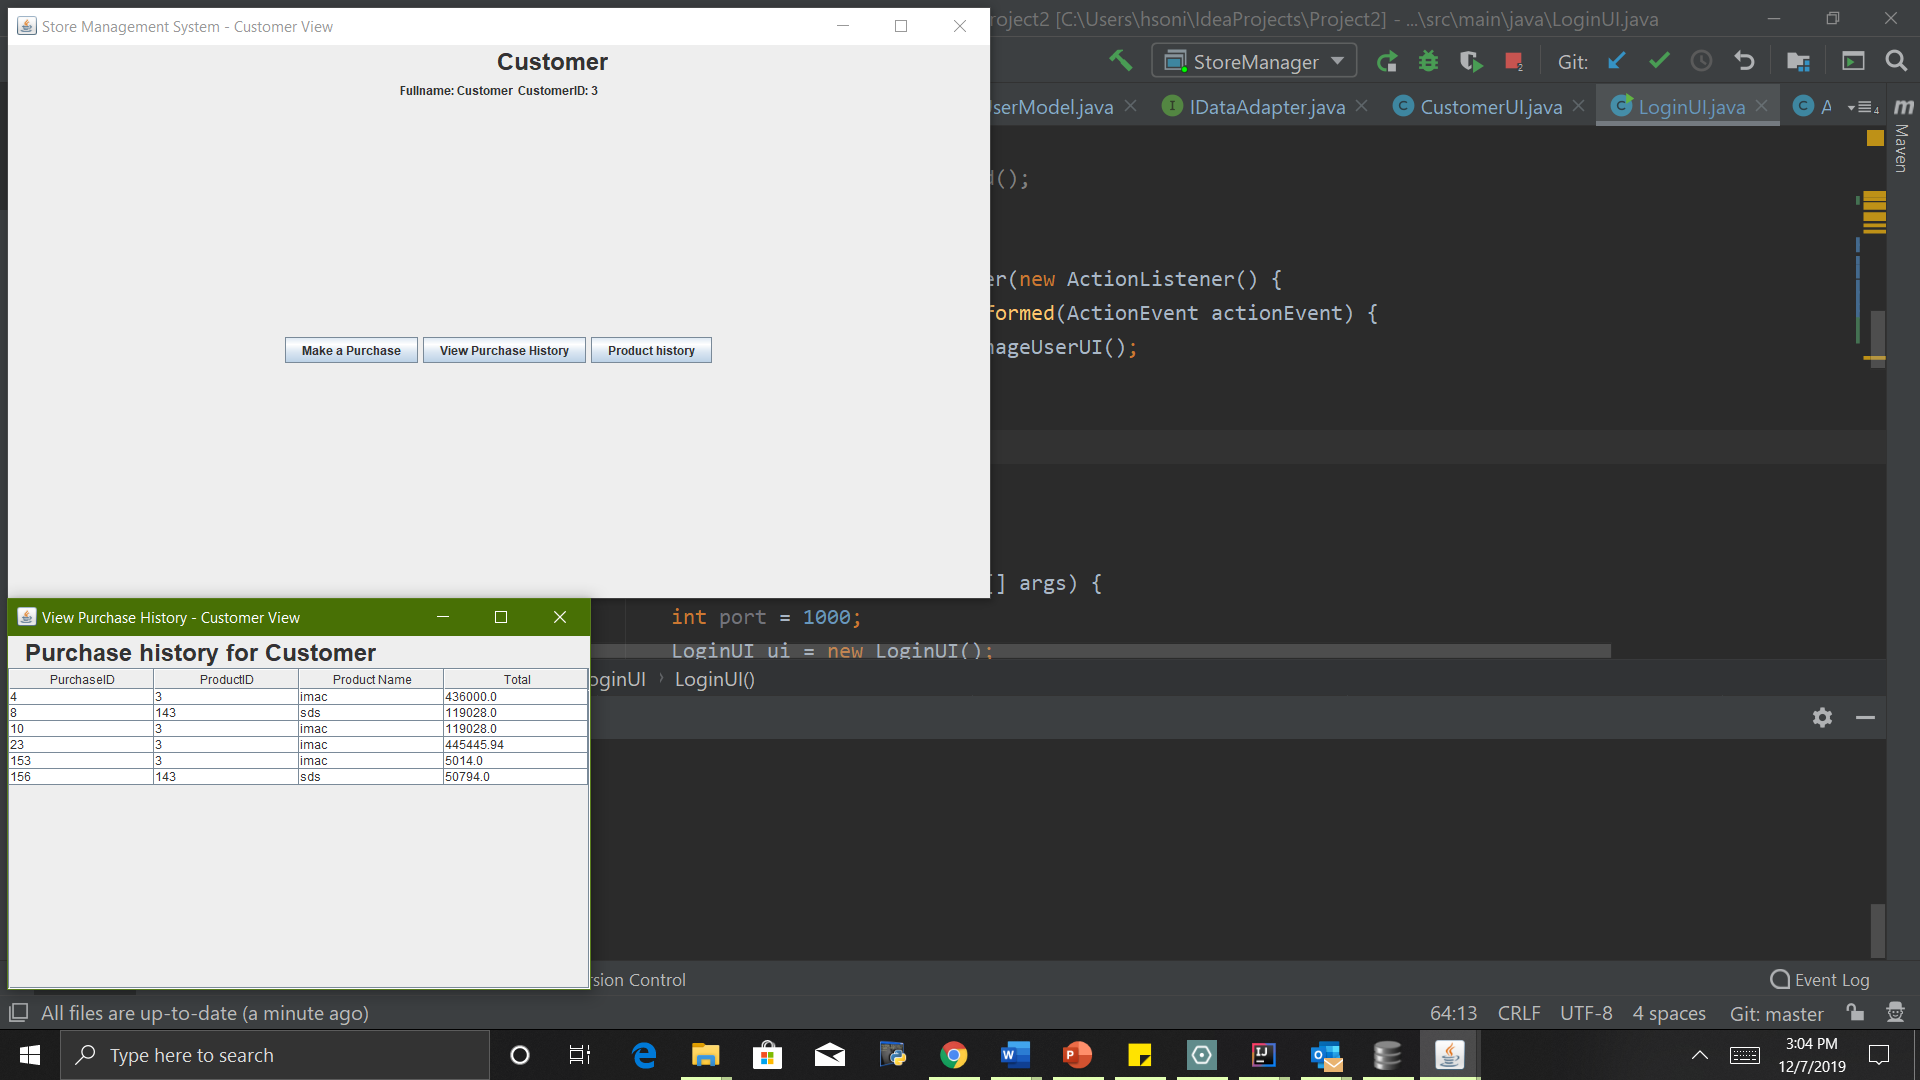 Store Management System - Customer View
roject2 [C:\Users\hsoni\IdeaProjects\Project2] - ...\src\main\java\LoginUI.java
Customer
Fullname: Customer CustomerID: 3
StoreManager
Git:
serModel.java
IDataAdapter.java
CustomerUI.java
LoginUI.java
A
Maven
d();
er(new ActionListener() {
formed(ActionEvent actionEvent) {
nageUserUI();
Make a Purchase
View Purchase History
Product history
[] args) {
int port = 1000;
LoginUI ui = new LoginUI();
View Purchase History - Customer View
Purchase history for Customer
PurchaseID ProductID Product Name Total
4 3 imac 436000.0
8 143 sds 119028.0
10 3 imac 119028.0
23 3 imac 445445.94
153 3 imac 5014.0
156 143 sds 50794.0
oginUI › LoginUI()
rsion Control
Event Log
All files are up-to-date (a minute ago)
64:13 CRLF UTF-8 4 spaces Git: master
Type here to search
3:04 PM
12/7/2019